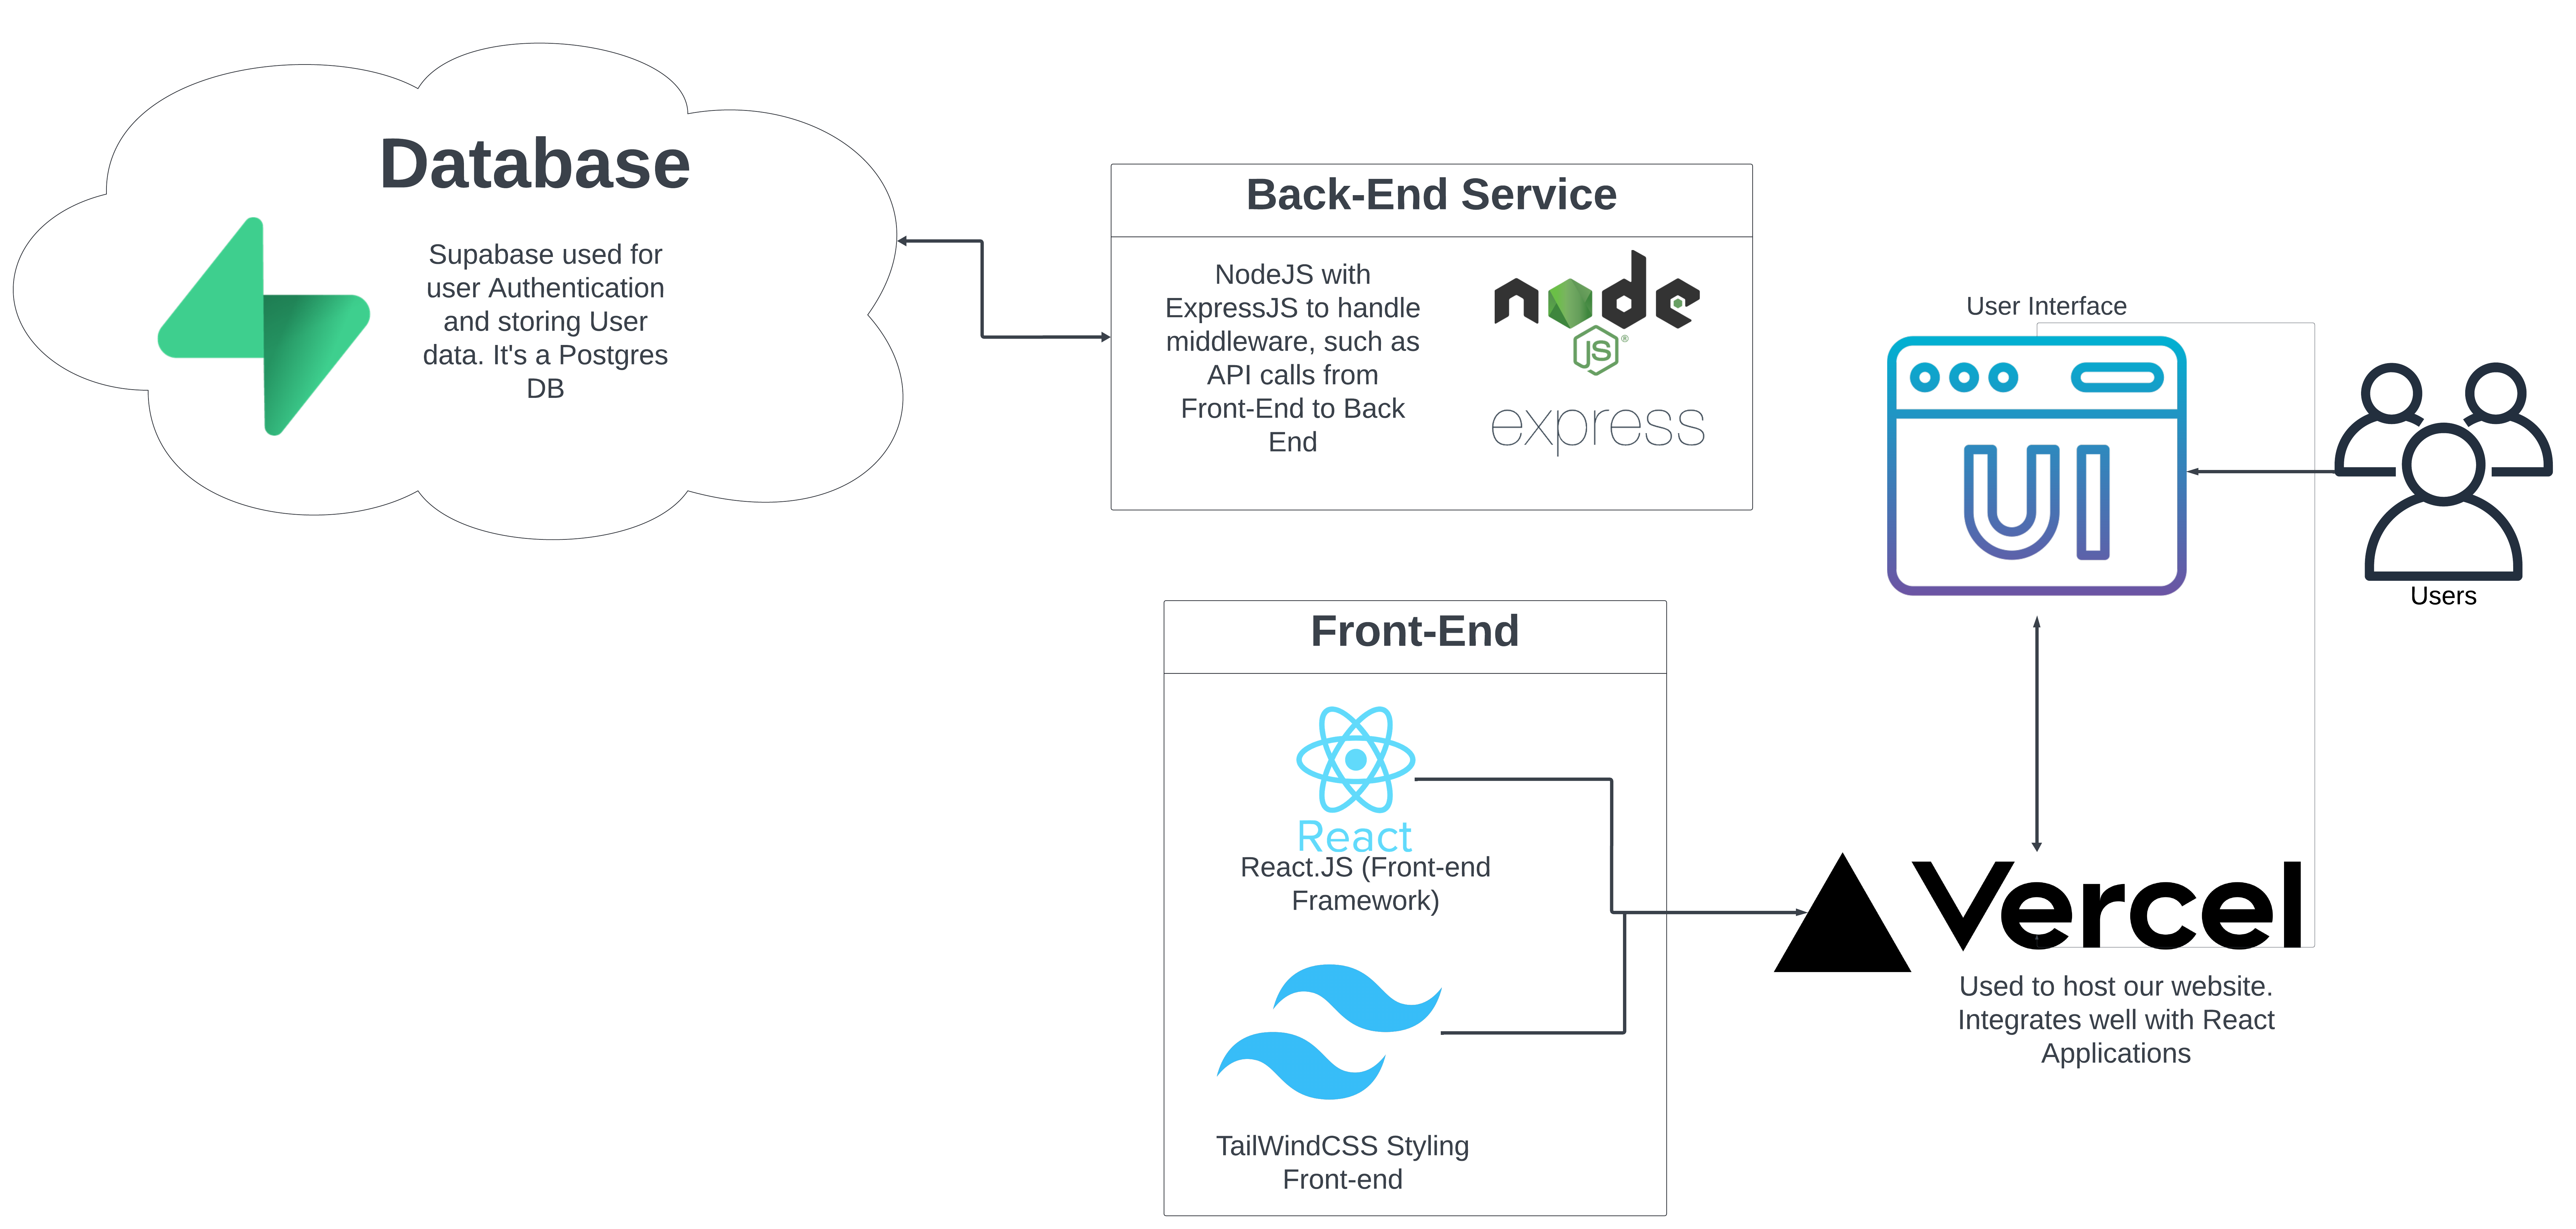 Database
Supabase used for
user Authentication
and storing User
data. It's a Postgres
DB
Back-End Service
NodeJS with
ExpressJS to handle
middleware, such as
API calls from
Front-End to Back
End
node
JS®
express
User Interface
UI
Users
Front-End
React
React.JS (Front-end
Framework)
TailWindCSS Styling
Front-end
Vercel
Used to host our website.
Integrates well with React
Applications